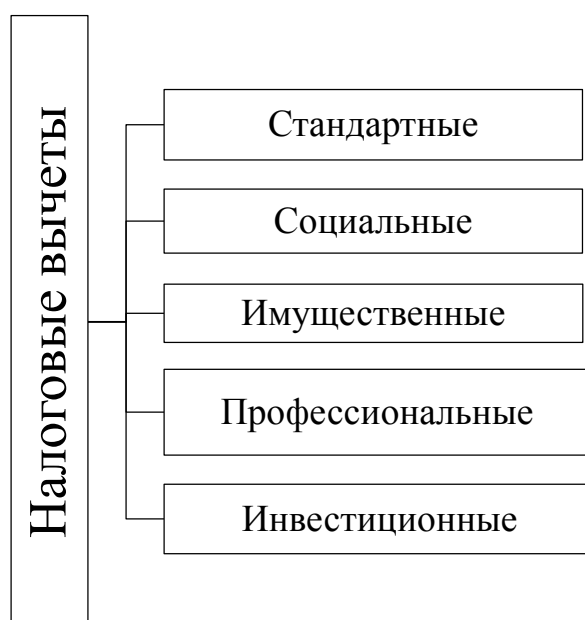 Налоговые вычеты
Стандартные
Социальные
Имущественные
Профессиональные
Инвестиционные